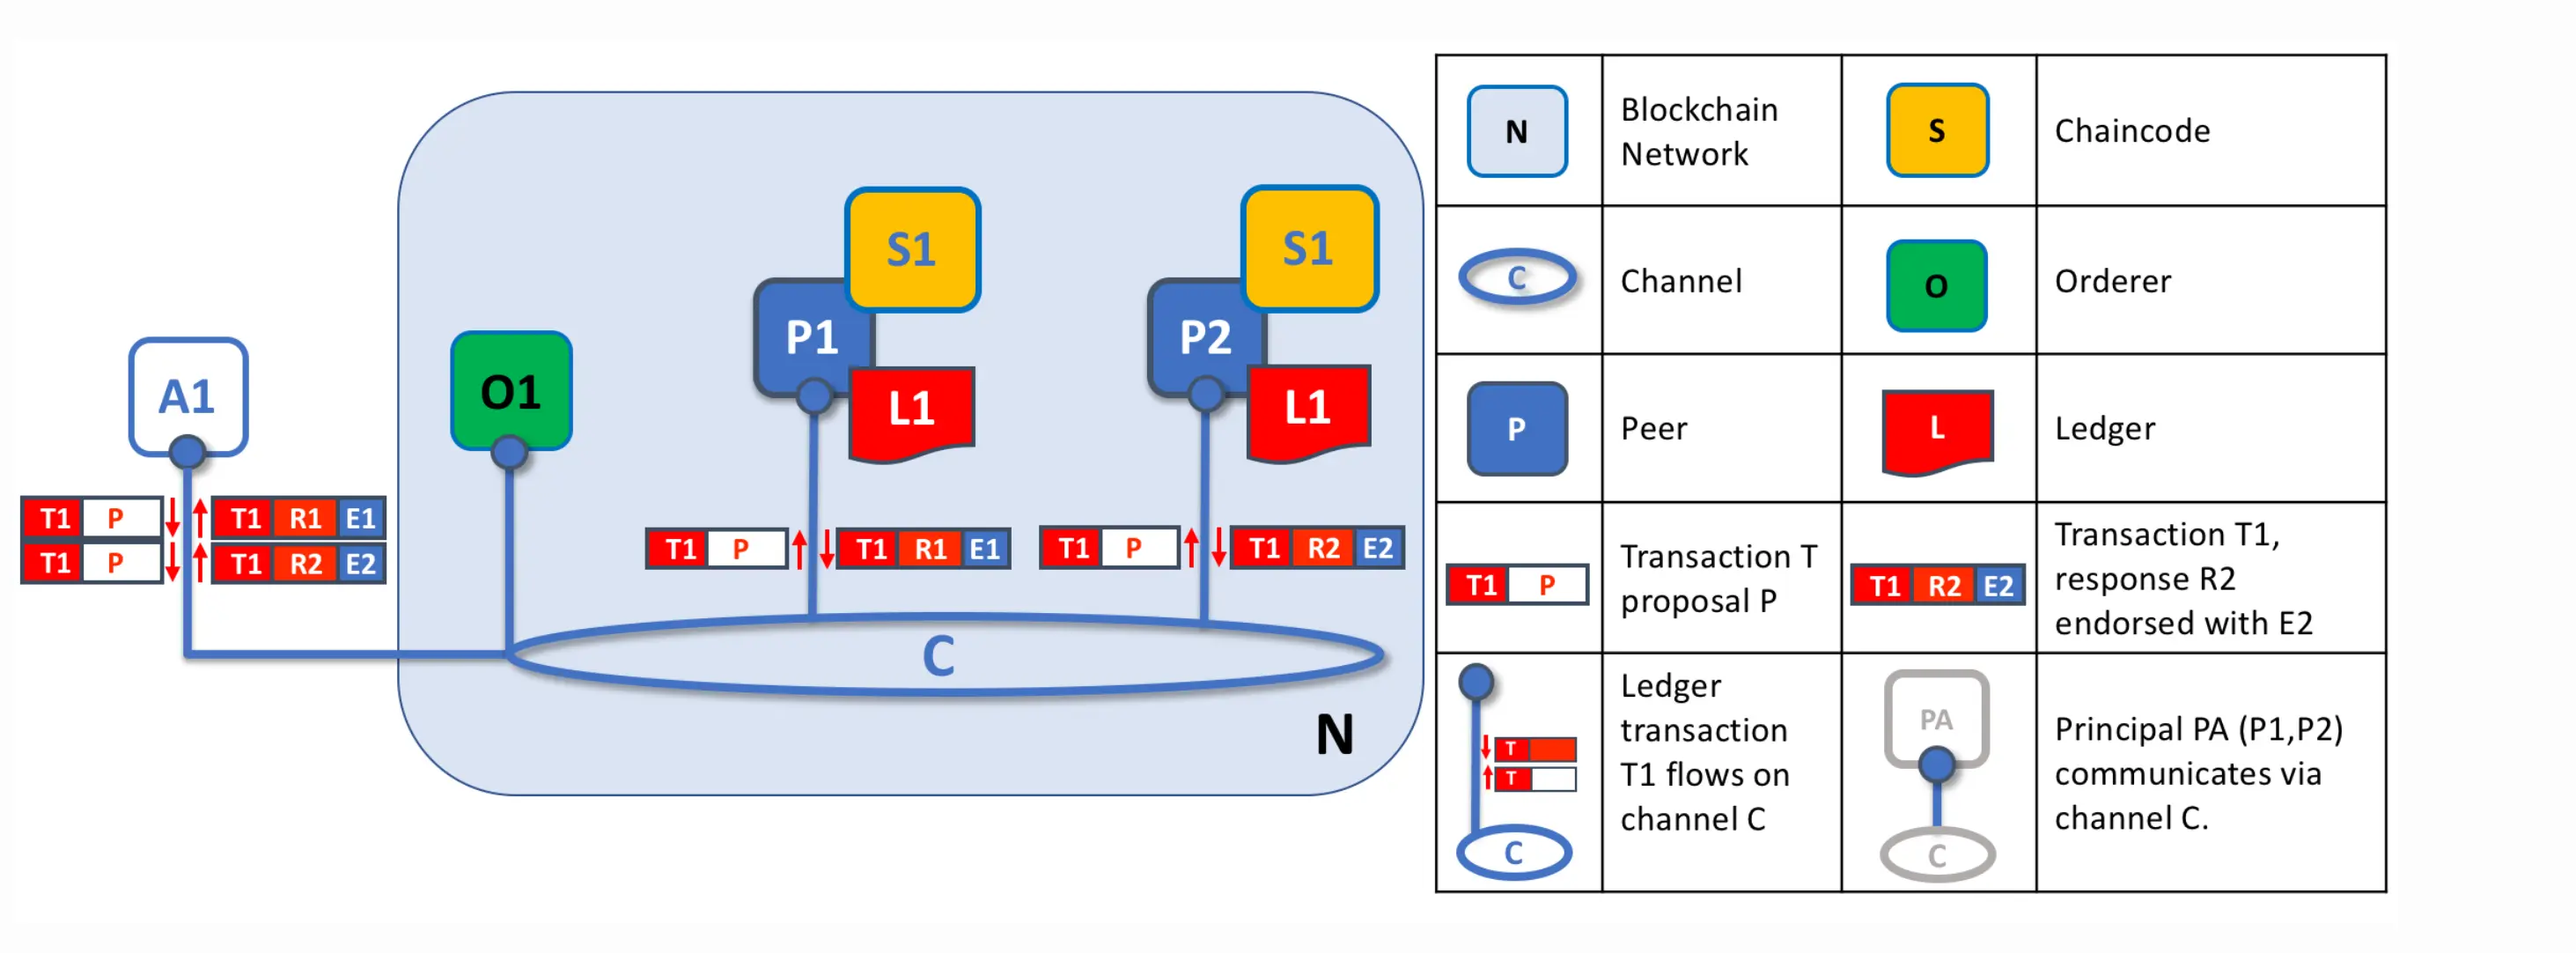 S1
S1
P1
P2
A1
O1
L1
L1
T1 P
T1 R1 E1
T1 P
T1 R2 E2
T1 P
T1 R1 E1
T1 P
T1 R2 E2
C
N
N
Blockchain
Network
S
Chaincode
C
Channel
O
Orderer
P
Peer
L
Ledger
T1 P
Transaction T
proposal P
T1 R2 E2
Transaction T1,
response R2
endorsed with E2
T
T
C
Ledger
transaction
T1 flows on
channel C
PA
C
Principal PA (P1,P2)
communicates via
channel C.